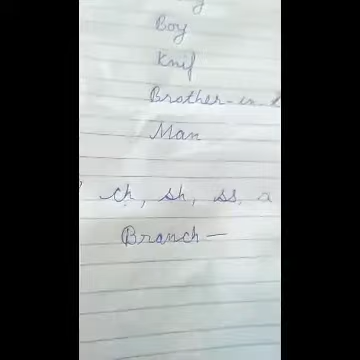 Boy
Knif
Brother-in-
Man
ch, sh, ss,
Branch —